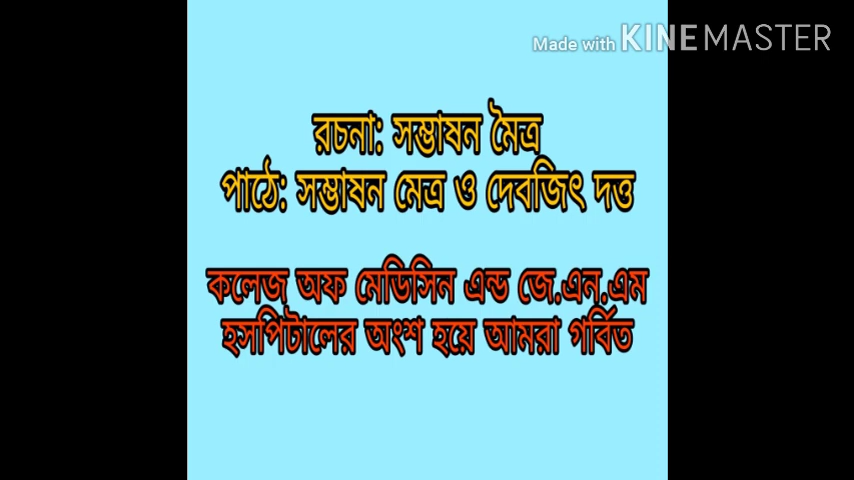 Made with KINEMASTER
রচনা: সম্ভাষন মৈত্র
পাঠে: সম্ভাষন মেত্র ও দেবজিৎ দত্ত
কলেজ অফ মেডিসিন এন্ড জে.এন.এম
হসপিটালের অংশ হয়ে আমরা গর্বিত